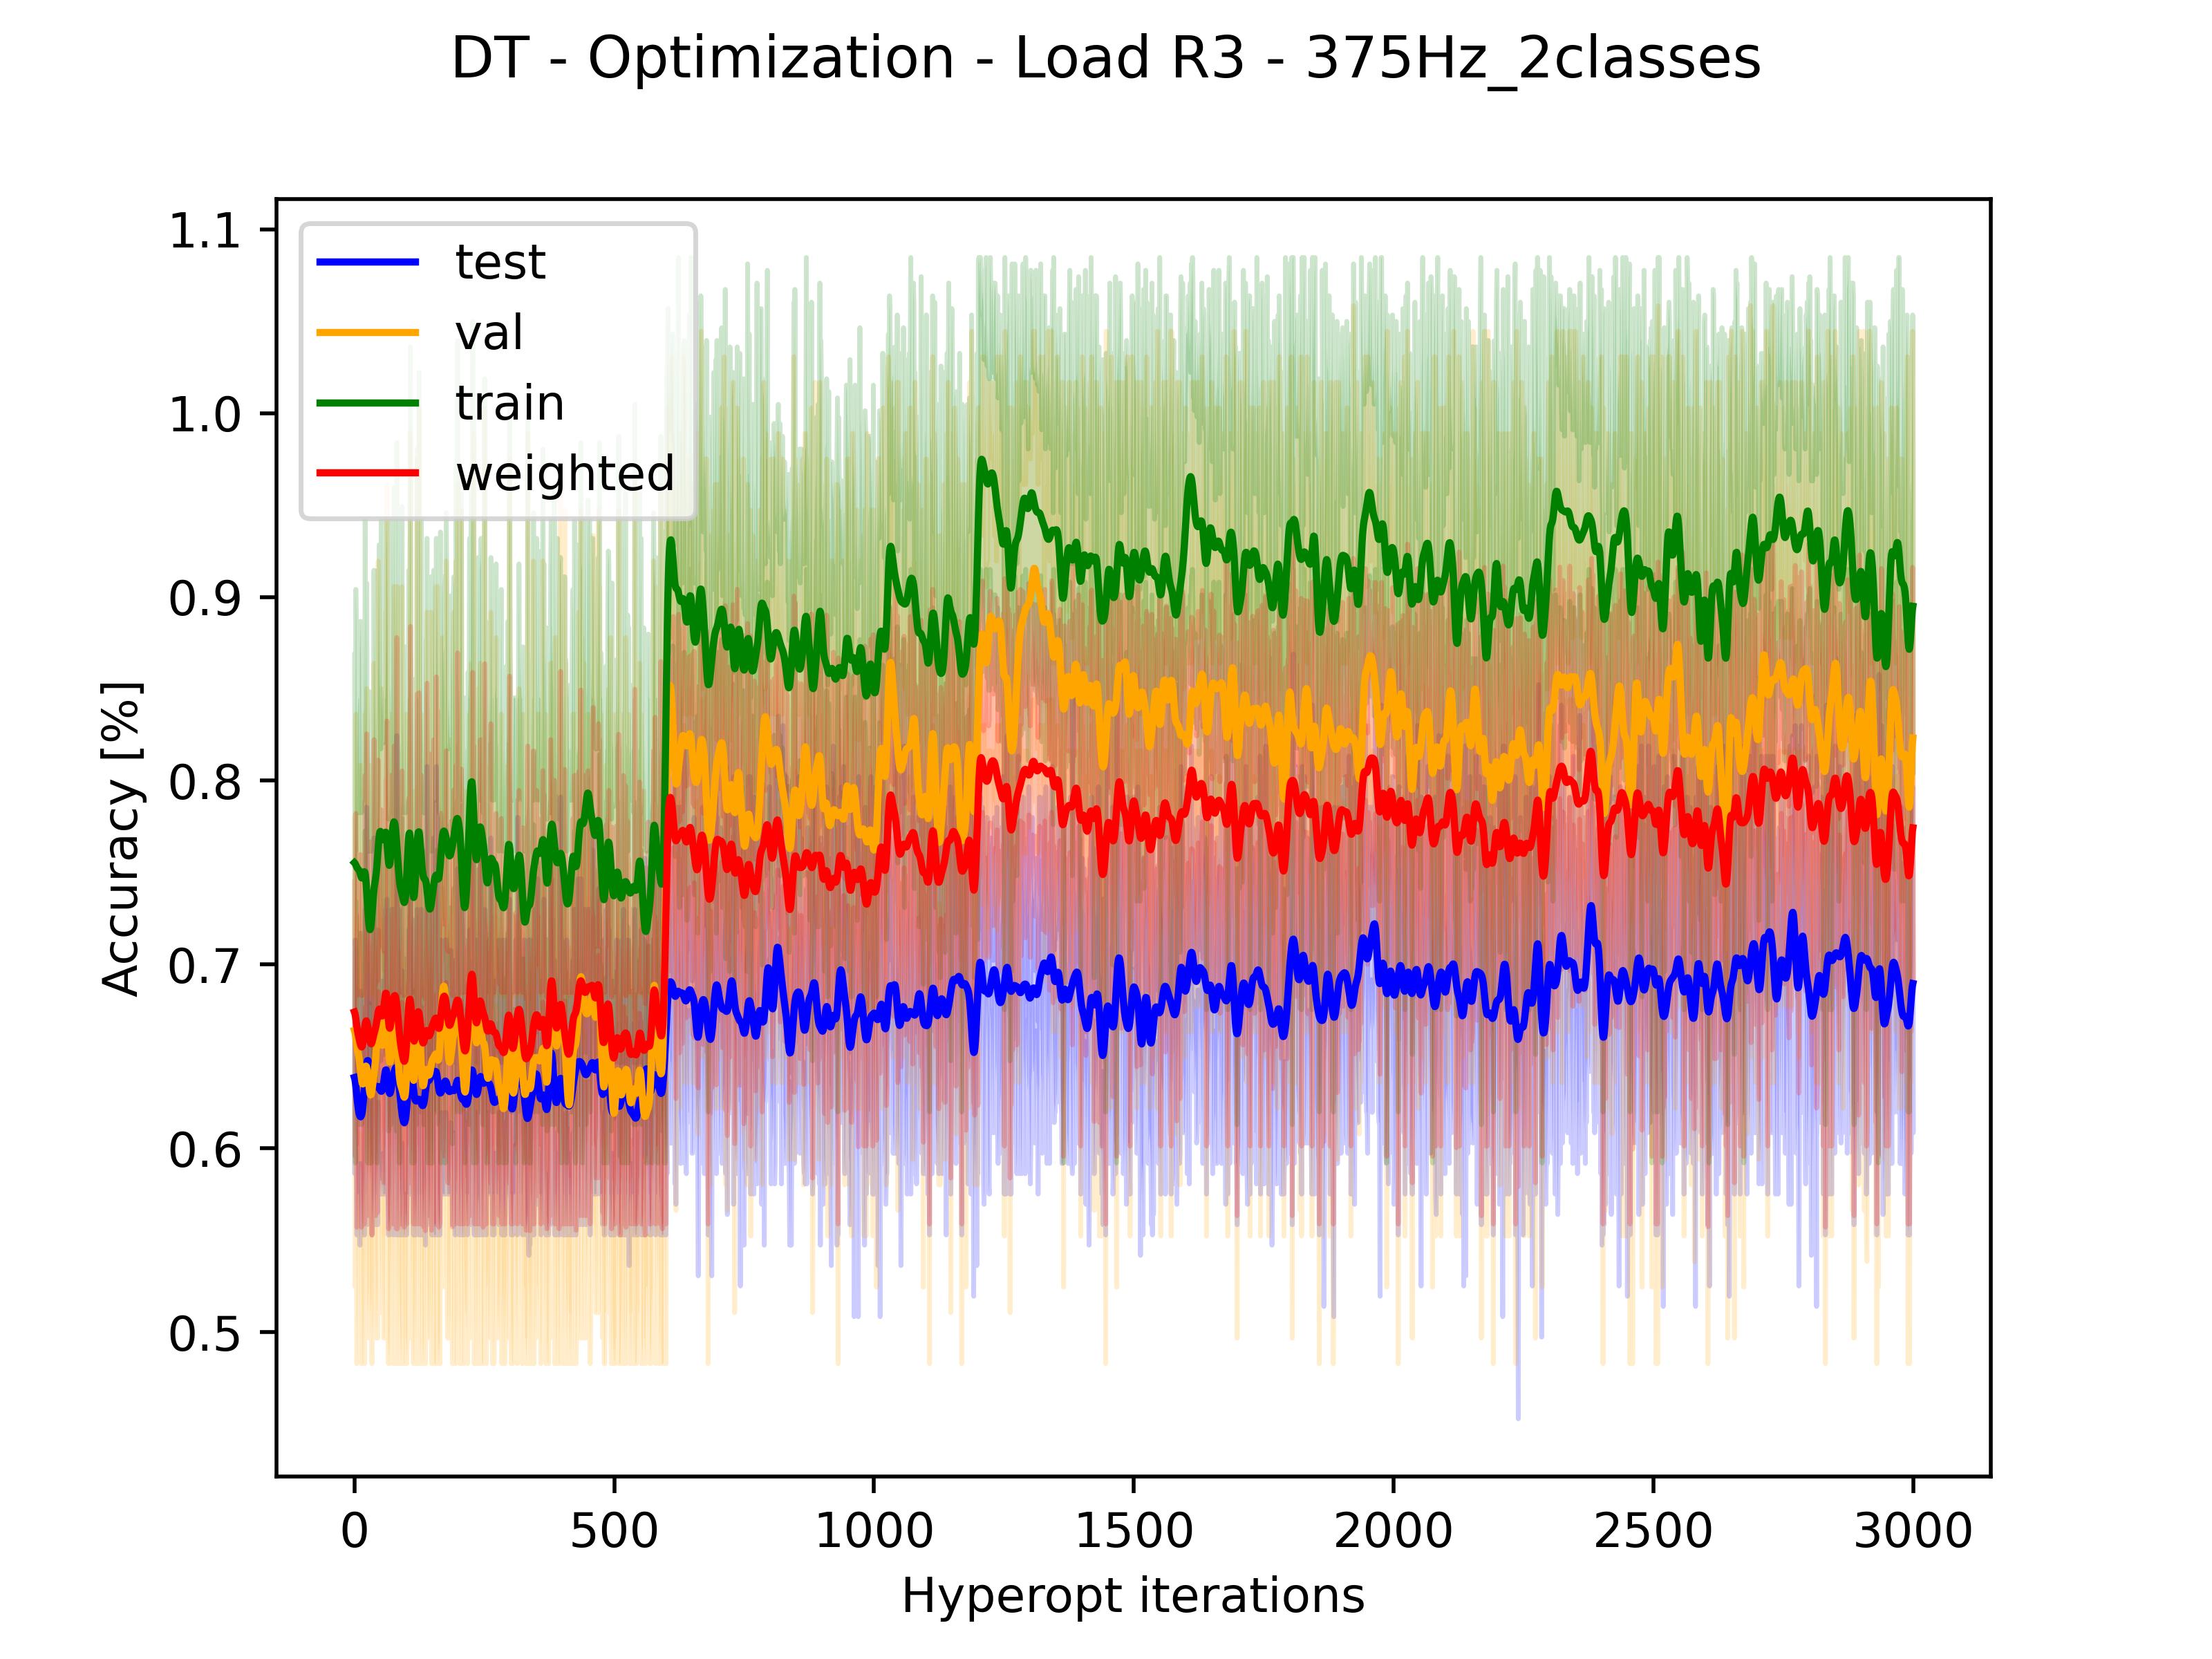 DT - Optimization - Load R3 - 375Hz_2classes
test
val
train
weighted
1.1
1.0
0.9
0.8
0.7
0.6
0.5
Accuracy [%]
0 500 1000 1500 2000 2500 3000
Hyperopt iterations